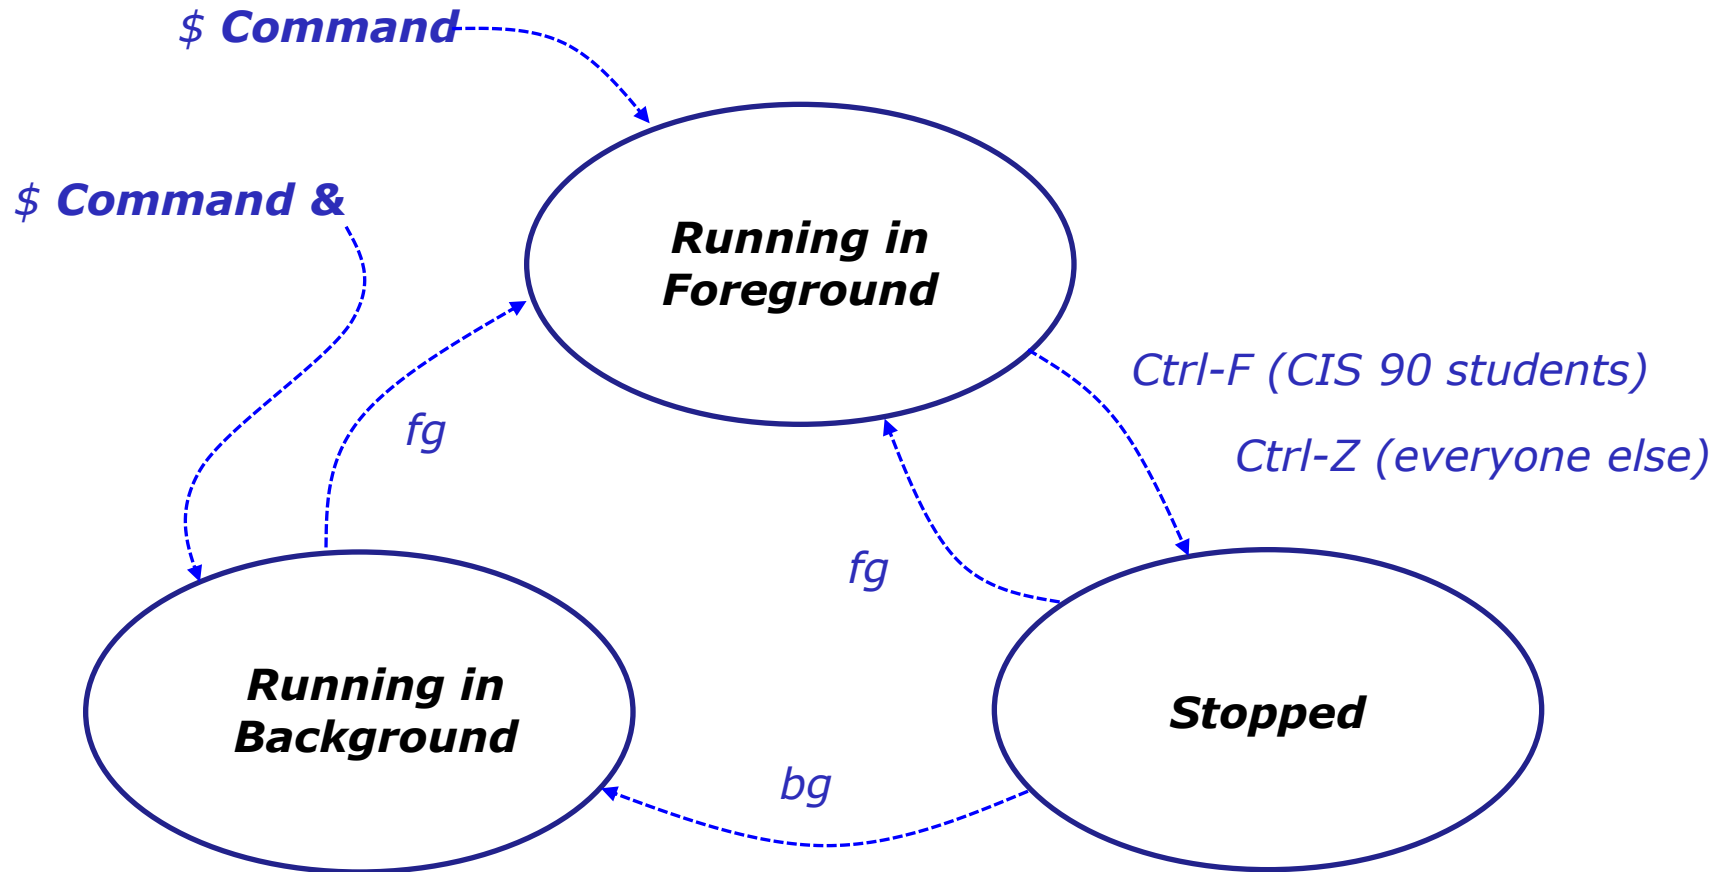 $ Command
$ Command &
Running in
Foreground
Ctrl-F (CIS 90 students)
fg
Ctrl-Z (everyone else)
fg
Running in
Background
Stopped
bg